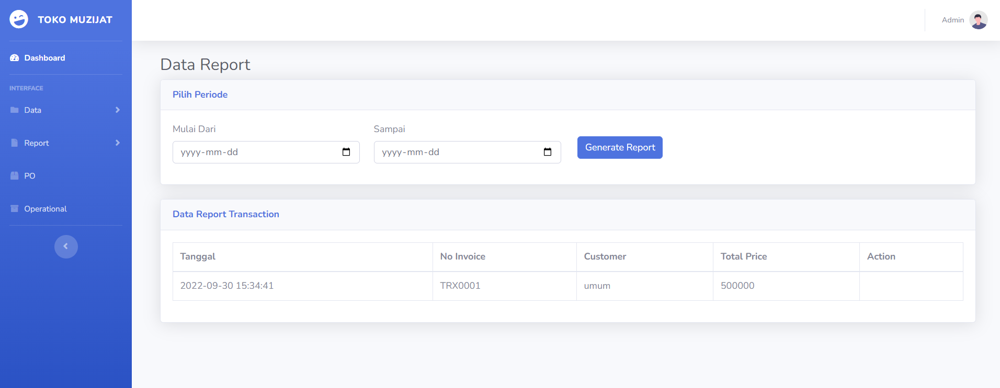 TOKO MUZIJAT
Admin
Dashboard
INTERFACE
Data
Report
PO
Operational
Data Report
Pilih Periode
Mulai Dari
Sampai
yyyy-mm-dd
yyyy-mm-dd
Generate Report
Data Report Transaction
Tanggal No Invoice Customer Total Price Action
2022-09-30 15:34:41 TRX0001 umum 500000